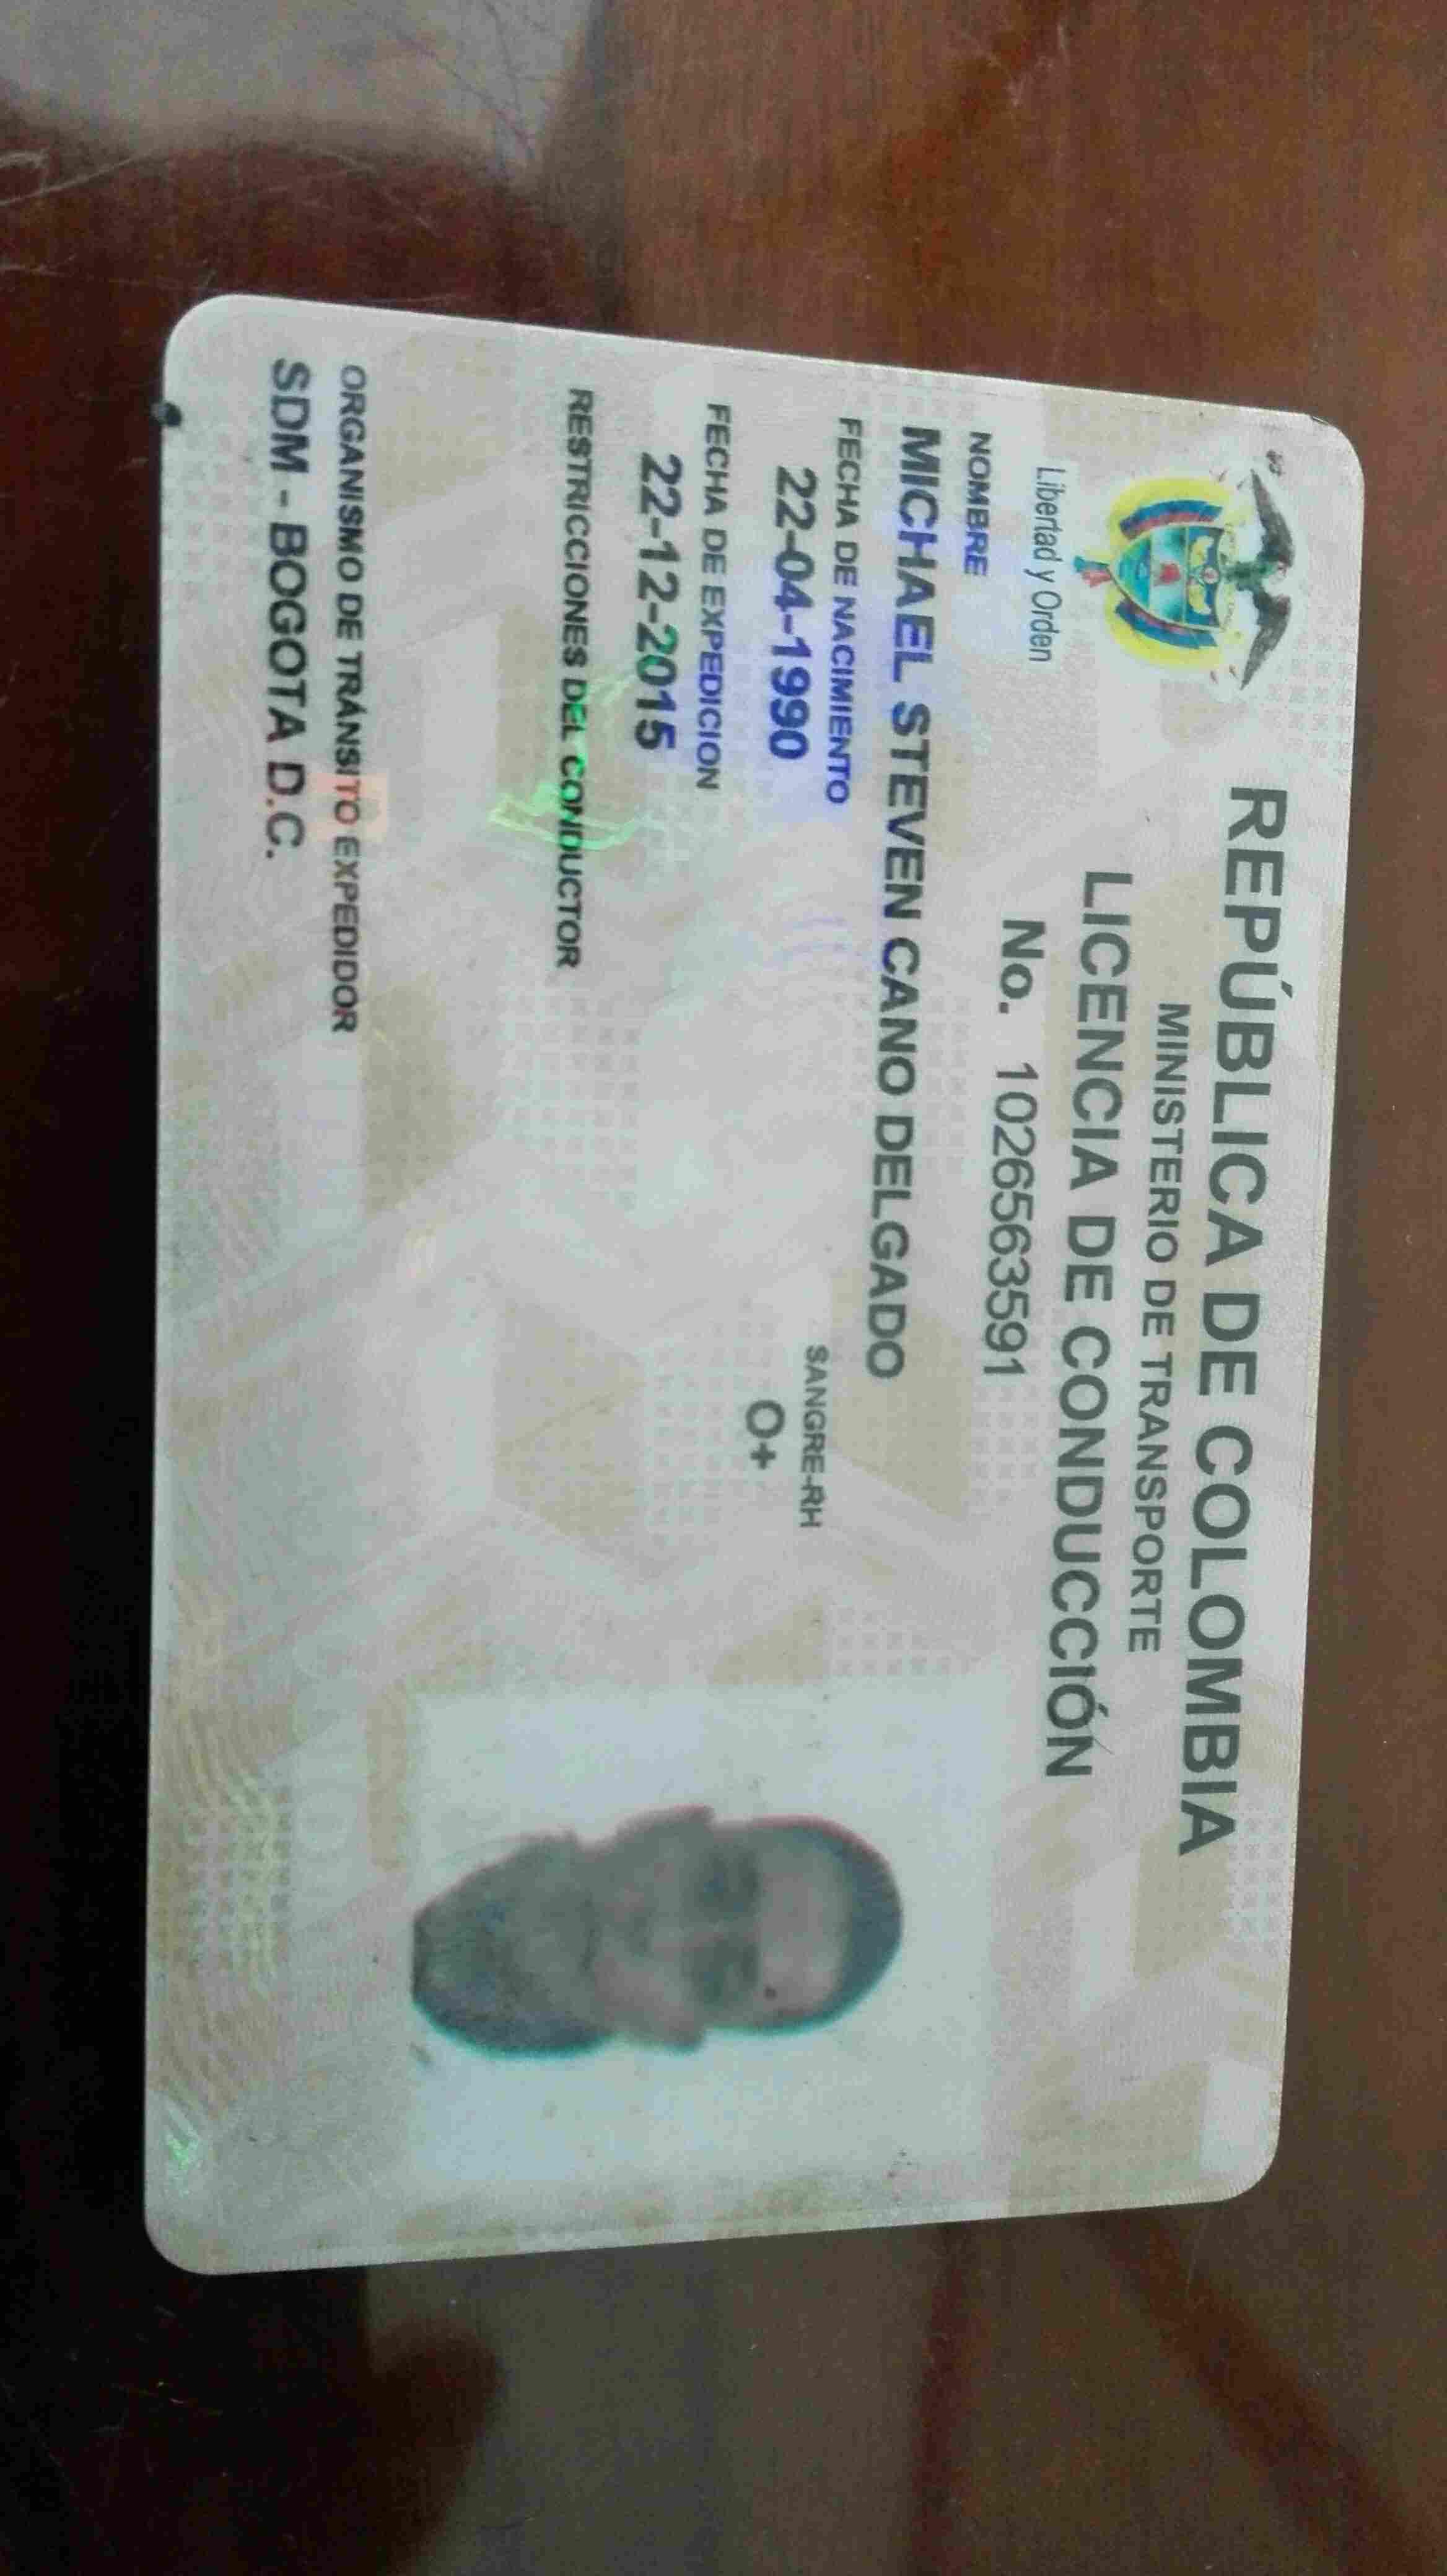 REPÚBLICA DE COLOMBIA
MINISTERIO DE TRANSPORTE
LICENCIA DE CONDUCCIÓN
Libertad y Orden
No. 1026563591
NOMBRE
MICHAEL STEVEN CANO DELGADO
FECHA DE NACIMIENTO
22-04-1990
SANGRE-RH
O+
FECHA DE EXPEDICION
22-12-2015
RESTRICCIONES DEL CONDUCTOR
ORGANISMO DE TRÁNSITO EXPEDIDOR
SDM - BOGOTA D.C.